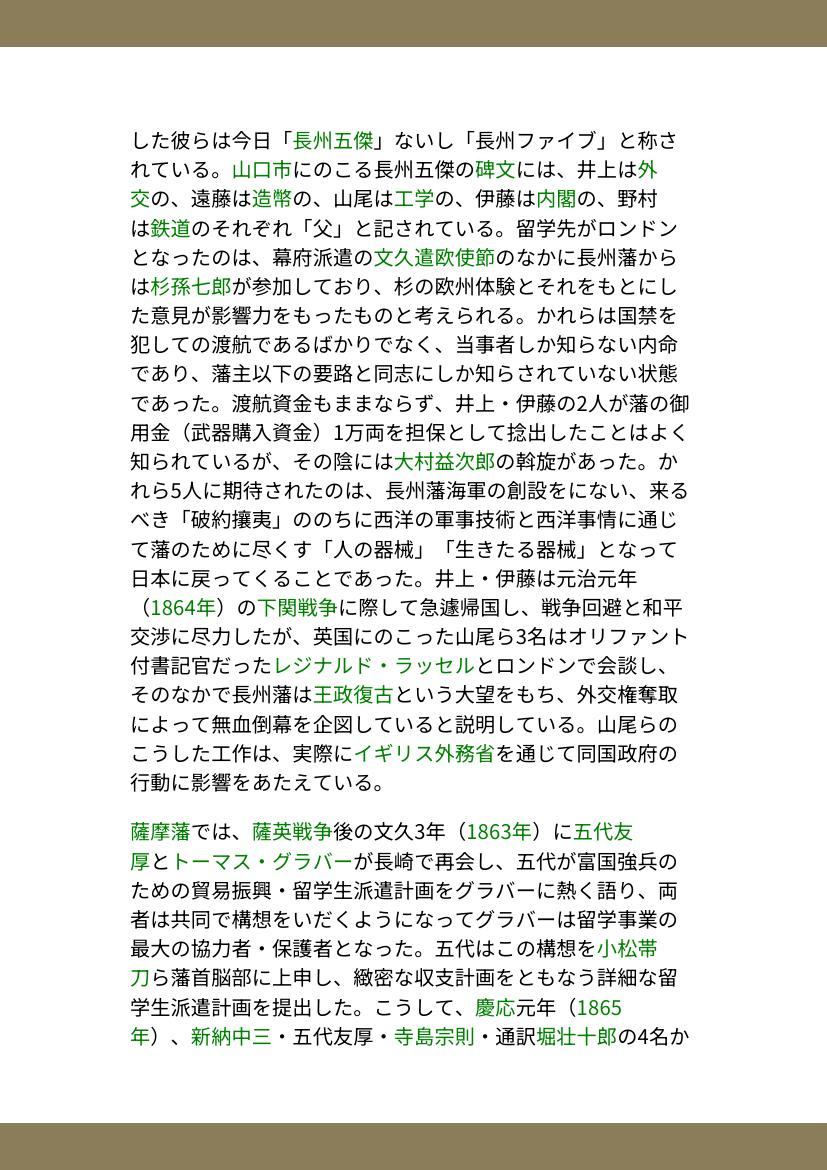 した彼らは今日「長州五傑」ないし「長州ファイブ」と称さ
れている。山口市にのこる長州五傑の碑文には、井上は外
交の、遠藤は造幣の、山尾は工学の、伊藤は内閣の、野村
は鉄道のそれぞれ「父」と記されている。留学先がロンドン
となったのは、幕府派遣の文久遣欧使節のなかに長州藩から
は杉孫七郎が参加しており、杉の欧州体験とそれをもとにし
た意見が影響力をもったものと考えられる。かれらは国禁を
犯しての渡航であるばかりでなく、当事者しか知らない内命
であり、藩主以下の要路と同志にしか知らされていない状態
であった。渡航資金もままならず、井上・伊藤の2人が藩の御
用金（武器購入資金）1万両を担保として捻出したことはよく
知られているが、その陰には大村益次郎の斡旋があった。か
れら5人に期待されたのは、長州藩海軍の創設をにない、来る
べき「破約攘夷」ののちに西洋の軍事技術と西洋事情に通じ
て藩のために尽くす「人の器械」「生きたる器械」となって
日本に戻ってくることであった。井上・伊藤は元治元年
（1864年）の下関戦争に際して急遽帰国し、戦争回避と和平
交渉に尽力したが、英国にのこった山尾ら3名はオリファント
付書記官だったレジナルド・ラッセルとロンドンで会談し、
そのなかで長州藩は王政復古という大望をもち、外交権奪取
によって無血倒幕を企図していると説明している。山尾らの
こうした工作は、実際にイギリス外務省を通じて同国政府の
行動に影響をあたえている。
薩摩藩では、薩英戦争後の文久3年（1863年）に五代友
厚とトーマス・グラバーが長崎で再会し、五代が富国強兵の
ための貿易振興・留学生派遣計画をグラバーに熱く語り、両
者は共同で構想をいだくようになってグラバーは留学事業の
最大の協力者・保護者となった。五代はこの構想を小松帯
刀ら藩首脳部に上申し、緻密な収支計画をともなう詳細な留
学生派遣計画を提出した。こうして、慶応元年（1865
年）、新納中三・五代友厚・寺島宗則・通訳堀壮十郎の4名か